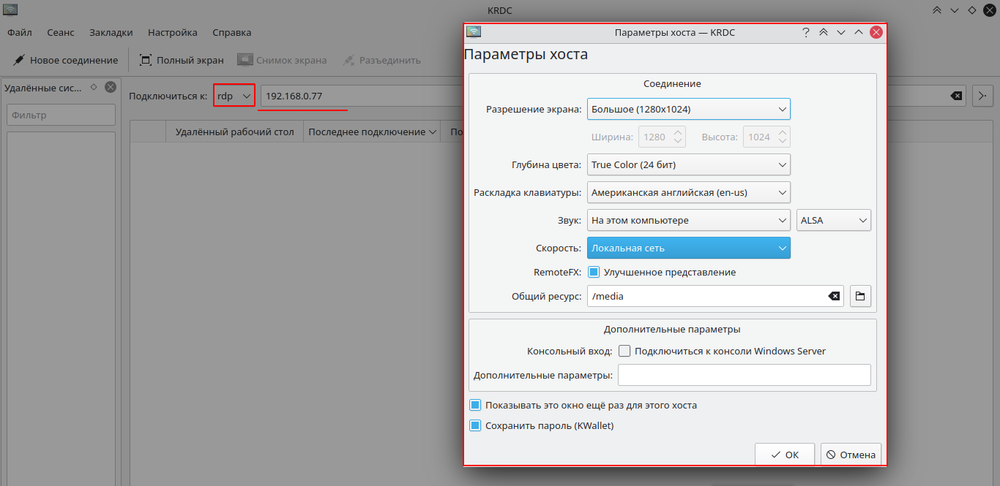 KRDC
Файл Сеанс Закладки Настройка Справка
Новое соединение Полный экран Снимок экрана Разъединить
Удалённые сис...
Фильтр
Подключиться к: rdp 192.168.0.77
Удалённый рабочий стол Последнее подключение По
Параметры хоста — KRDC
Параметры хоста
Соединение
Разрешение экрана: Большое (1280x1024)
Ширина: 1280 Высота: 1024
Глубина цвета: True Color (24 бит)
Раскладка клавиатуры: Американская английская (en-us)
Звук: На этом компьютере ALSA
Скорость: Локальная сеть
RemoteFX: Улучшенное представление
Общий ресурс: /media
Дополнительные параметры
Консольный вход: Подключиться к консоли Windows Server
Дополнительные параметры:
Показывать это окно ещё раз для этого хоста
Сохранить пароль (KWallet)
OK Отмена